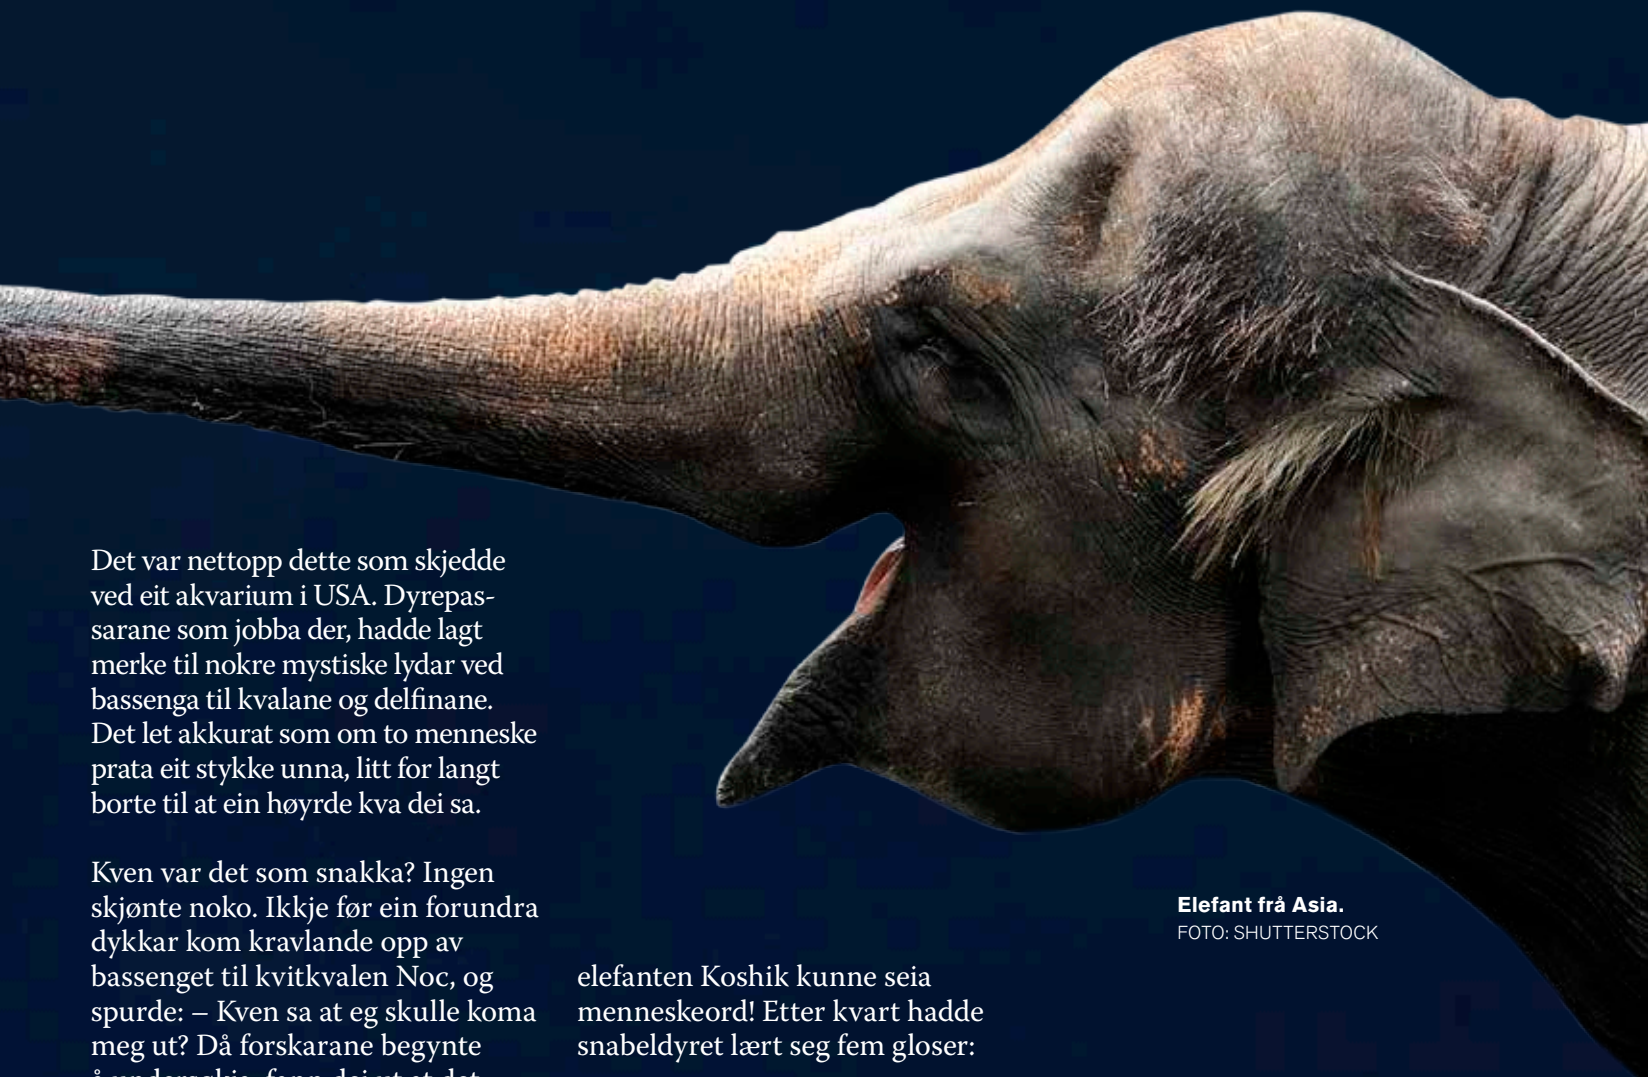 Det var nettopp dette som skjedde
ved eit akvarium i USA. Dyrepas-
sarane som jobba der, hadde lagt
merke til nokre mystiske lydar ved
bassenga til kvalane og delfinane.
Det let akkurat som om to menneske
prata eit stykke unna, litt for langt
borte til at ein høyrde kva dei sa.
Kven var det som snakka? Ingen
skjønte noko. Ikkje før ein forundra
dykkar kom kravlande opp av
bassenget til kvitkvalen Noc, og
spurde: – Kven sa at eg skulle koma
meg ut? Då forskarane begynte
elefanten Koshik kunne seia
menneskeord! Etter kvart hadde
snabeldyret lært seg fem gloser:
Elefant frå Asia.
FOTO: SHUTTERSTOCK